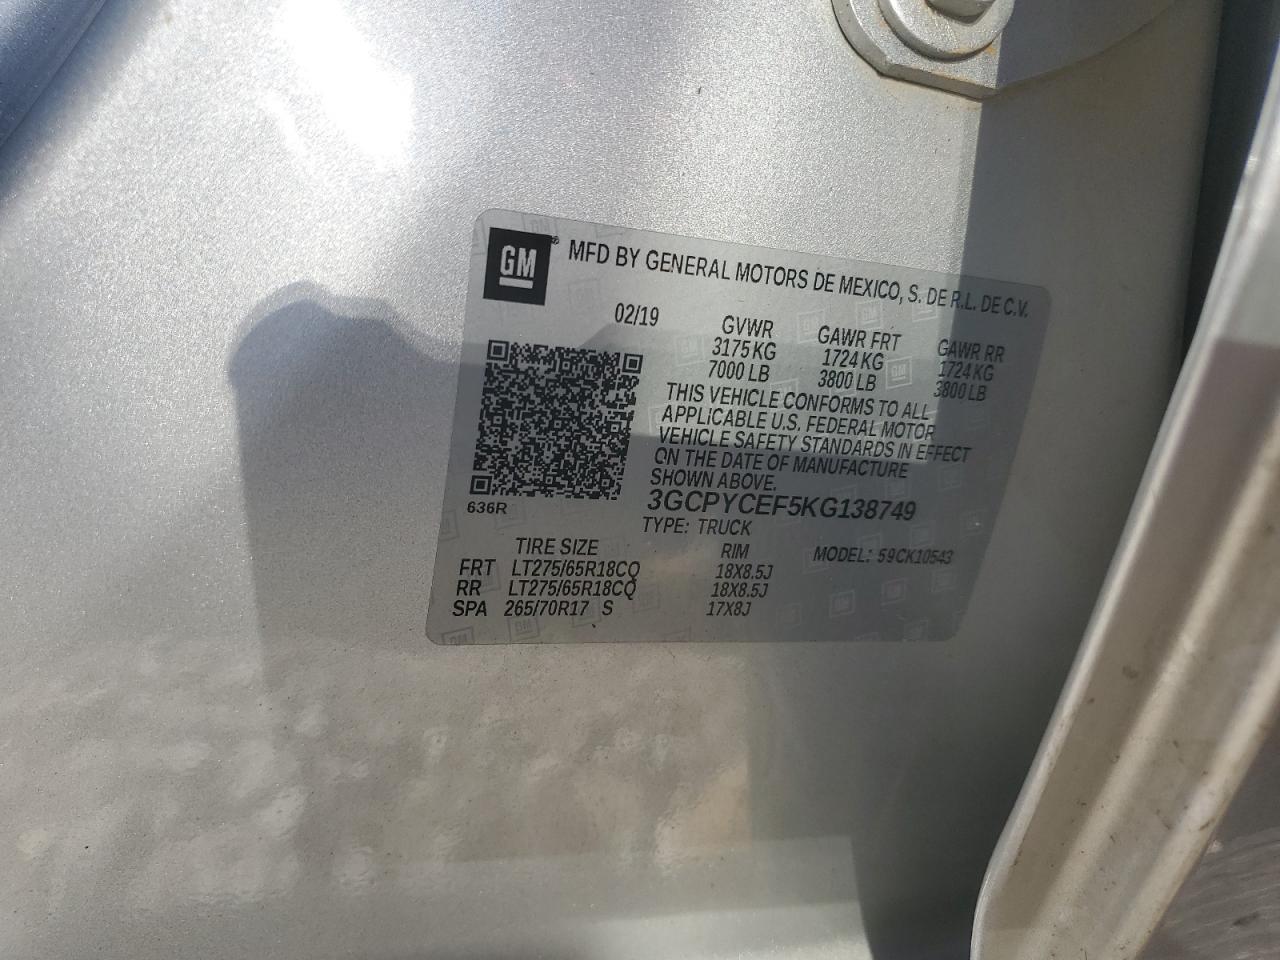 GM ® MFD BY GENERAL MOTORS DE MEXICO, S. DE R.L. DE C.V.
02/19 GVWR GAWR FRT GAWR RR
3175 KG 1724 KG 1724 KG
7000 LB 3800 LB 3800 LB
THIS VEHICLE CONFORMS TO ALL
APPLICABLE U.S. FEDERAL MOTOR
VEHICLE SAFETY STANDARDS IN EFFECT
ON THE DATE OF MANUFACTURE
SHOWN ABOVE.
636R 3GCPYCEF5KG138749
TYPE: TRUCK
TIRE SIZE RIM MODEL: 59CK10543
FRT LT275/65R18CQ 18X8.5J
RR LT275/65R18CQ 18X8.5J
SPA 265/70R17 S 17X8J